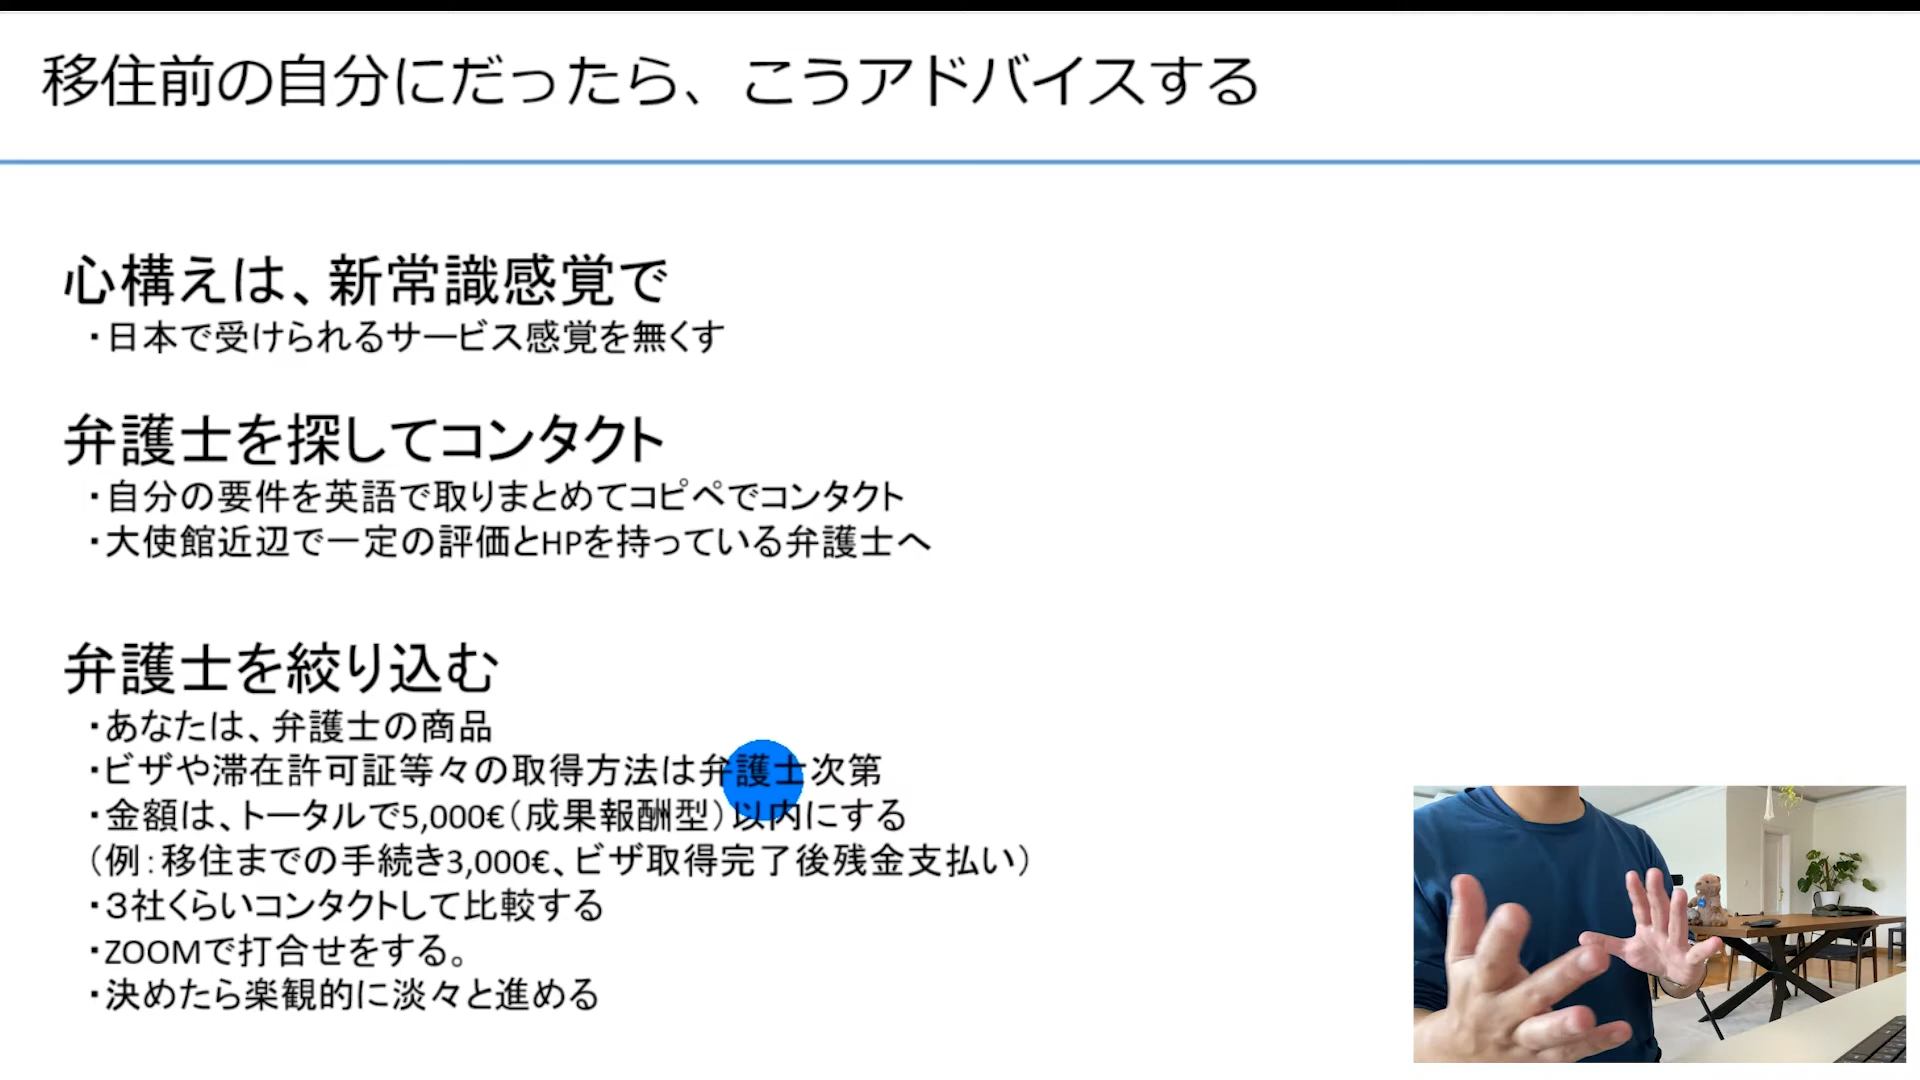 移住前の自分にだったら、こうアドバイスする
心構えは、新常識感覚で
・日本で受けられるサービス感覚を無くす
弁護士を探してコンタクト
・自分の要件を英語で取りまとめてコピペでコンタクト
・大使館近辺で一定の評価とHPを持っている弁護士へ
弁護士を絞り込む
・あなたは、弁護士の商品
・ビザや滞在許可証等々の取得方法は弁護士次第
・金額は、トータルで5,000€（成果報酬型）以内にする
（例：移住までの手続き3,000€、ビザ取得完了後残金支払い）
・３社くらいコンタクトして比較する
・ZOOMで打合せをする。
・決めたら楽観的に淡々と進める